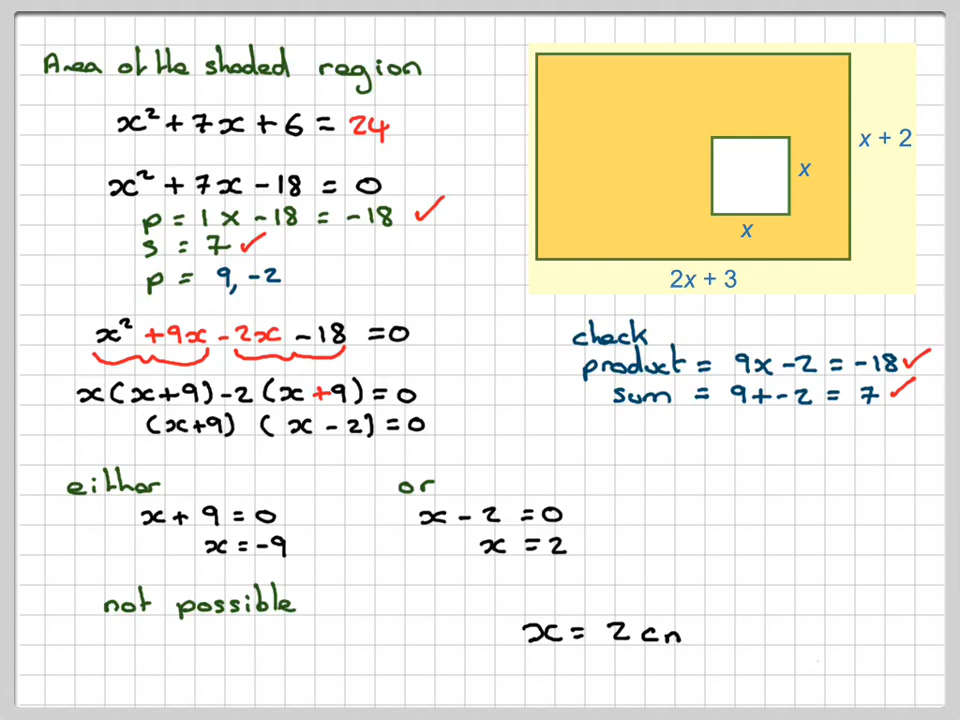 Area of the shaded region
x² + 7x + 6 = 24
x² + 7x - 18 = 0
p = 1 x -18 = -18 ✓
s = 7 ✓
p = 9, -2
x² +9x -2x -18 = 0
x(x+9) -2(x+9) = 0
(x+9) (x-2) = 0
either
x + 9 = 0
x = -9
not possible
or
x - 2 = 0
x = 2
x = 2 cm
x + 2
x
x
2x + 3
check
product = 9x -2 = -18 ✓
sum = 9 + -2 = 7 ✓